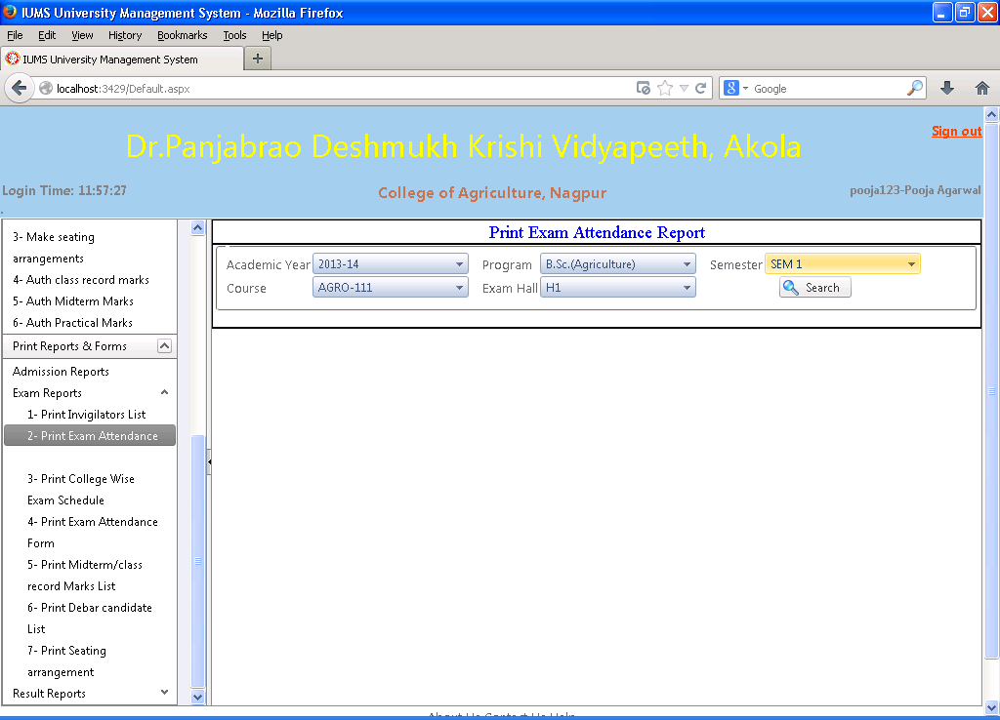 IUMS University Management System - Mozilla Firefox
File Edit View History Bookmarks Tools Help
IUMS University Management System
localhost:3429/Default.aspx
Google
Sign out
Dr.Panjabrao Deshmukh Krishi Vidyapeeth, Akola
Login Time: 11:57:27
College of Agriculture, Nagpur
pooja123-Pooja Agarwal
.
3- Make seating
arrangements
4- Auth class record marks
5- Auth Midterm Marks
6- Auth Practical Marks
Print Reports & Forms
Admission Reports
Exam Reports
1- Print Invigilators List
2- Print Exam Attendance
3- Print College Wise
Exam Schedule
4- Print Exam Attendance
Form
5- Print Midterm/class
record Marks List
6- Print Debar candidate
List
7- Print Seating
arrangement
Result Reports
Print Exam Attendance Report
Academic Year 2013-14 Program B.Sc.(Agriculture) Semester SEM 1
Course AGRO-111 Exam Hall H1 Search
About Us Contact Us Help